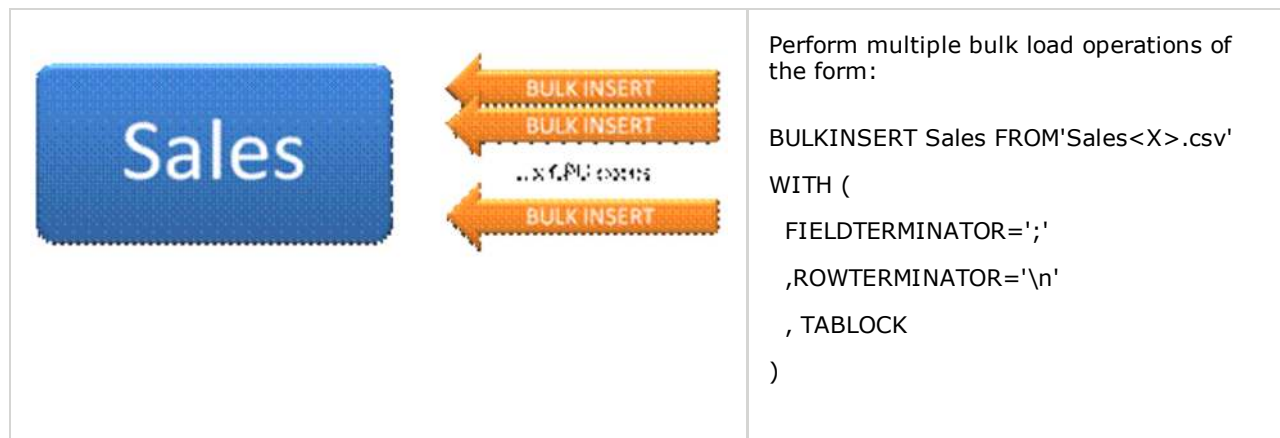 Sales
BULK INSERT
BULK INSERT
BULK INSERT
Perform multiple bulk load operations of
the form:
BULKINSERT Sales FROM'Sales<X>.csv'
WITH (
FIELDTERMINATOR=';'
,ROWTERMINATOR='\n'
, TABLOCK
)